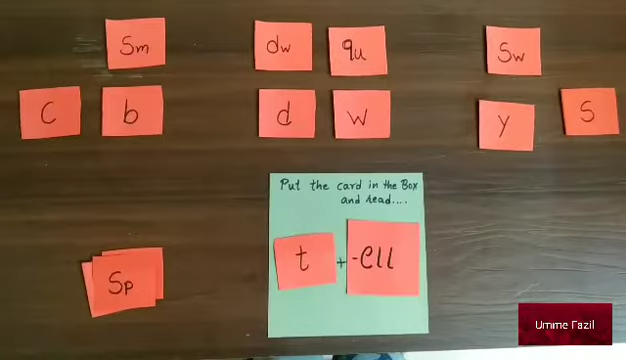 Sm dw qu Sw
C b d w y S
Put the card in the Box
and read....
t + -ell
Sp
Umme Fazil